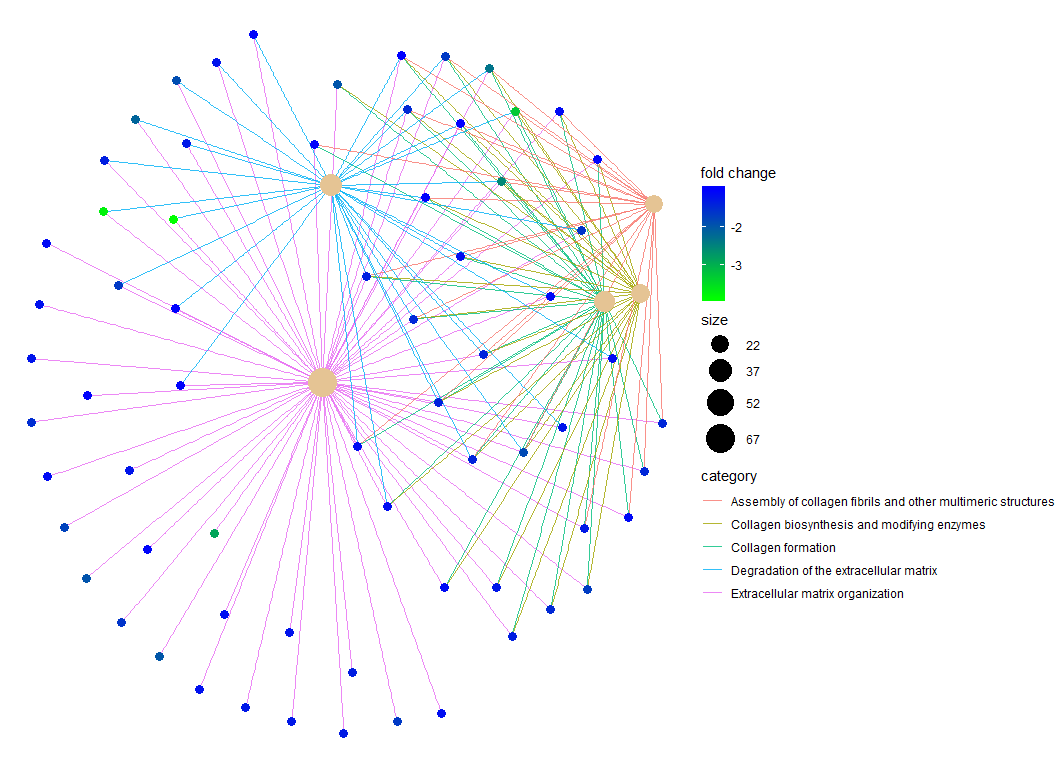 fold change
-2
-3
size
22
37
52
67
category
Assembly of collagen fibrils and other multimeric structures
Collagen biosynthesis and modifying enzymes
Collagen formation
Degradation of the extracellular matrix
Extracellular matrix organization